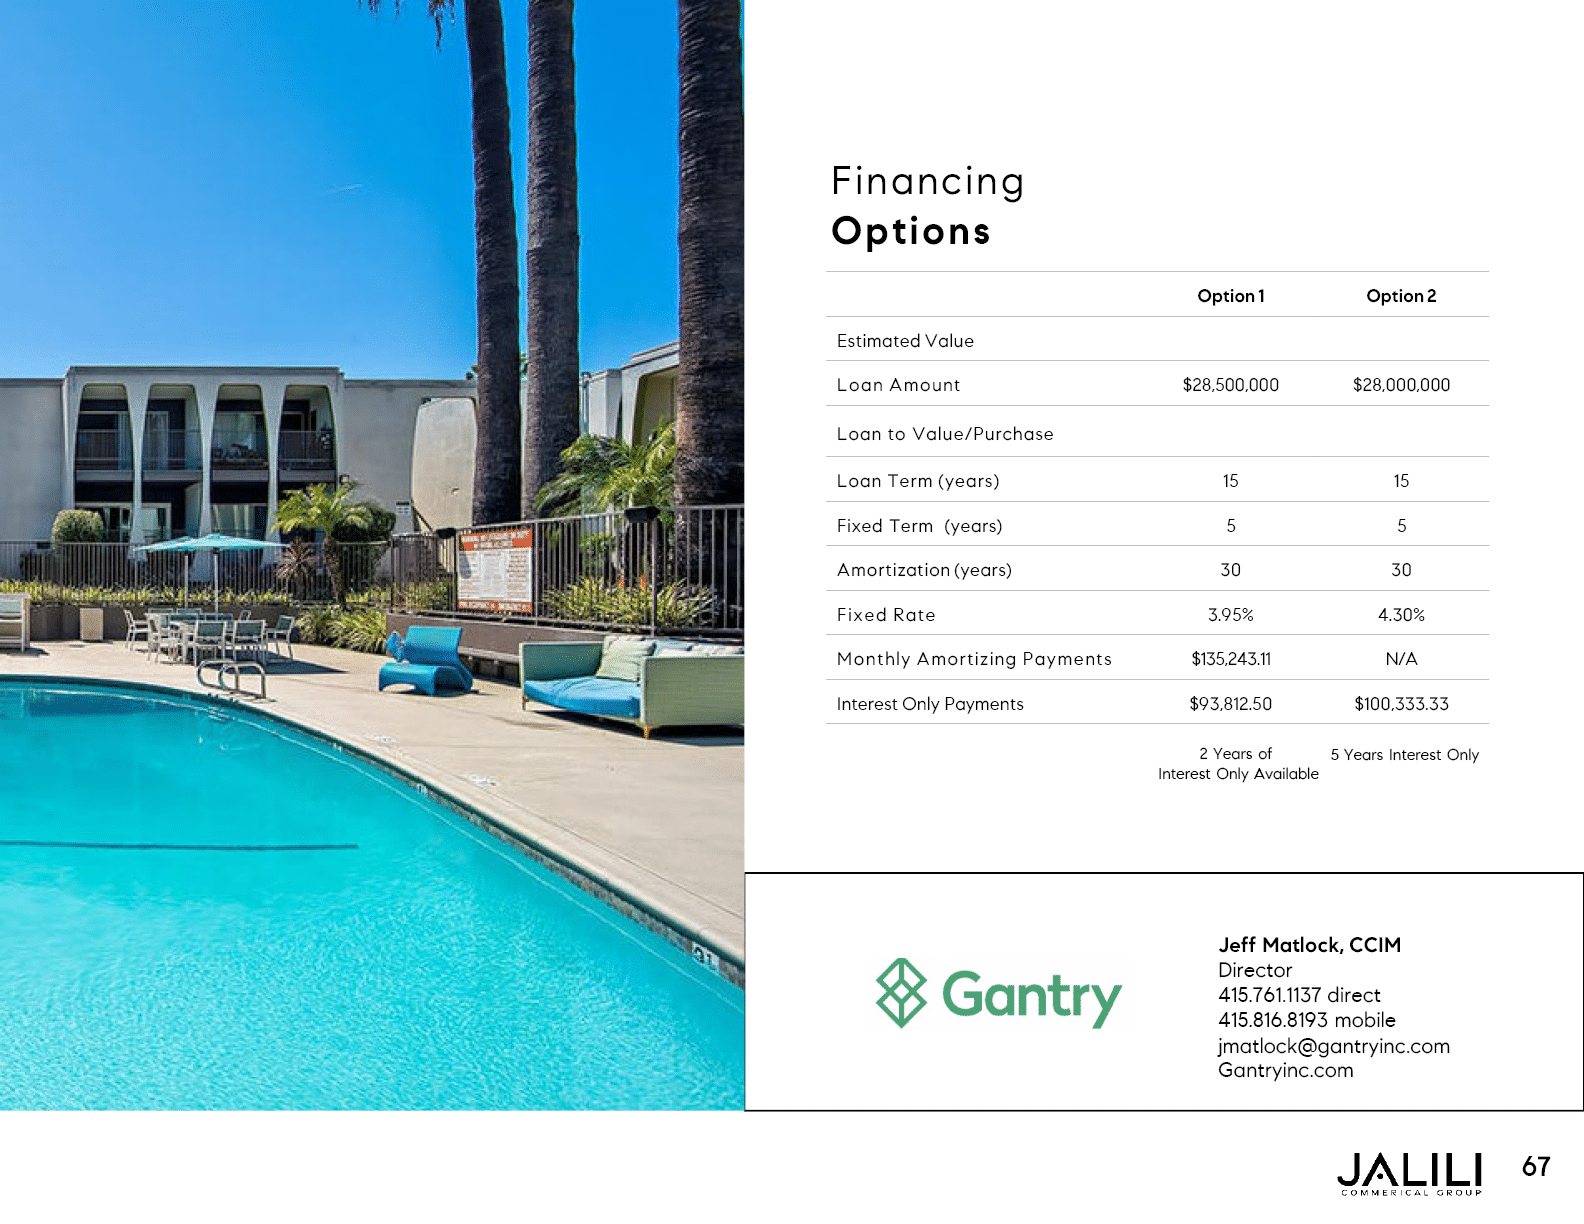 Financing
Options
Option 1 Option 2
Estimated Value
Loan Amount $28,500,000 $28,000,000
Loan to Value/Purchase
Loan Term (years) 15 15
Fixed Term (years) 5 5
Amortization (years) 30 30
Fixed Rate 3.95% 4.30%
Monthly Amortizing Payments $135,243.11 N/A
Interest Only Payments $93,812.50 $100,333.33
2 Years of 5 Years Interest Only
Interest Only Available
Gantry
Jeff Matlock, CCIM
Director
415.761.1137 direct
415.816.8193 mobile
jmatlock@gantryinc.com
Gantryinc.com
JALILI
COMMERICAL GROUP
67